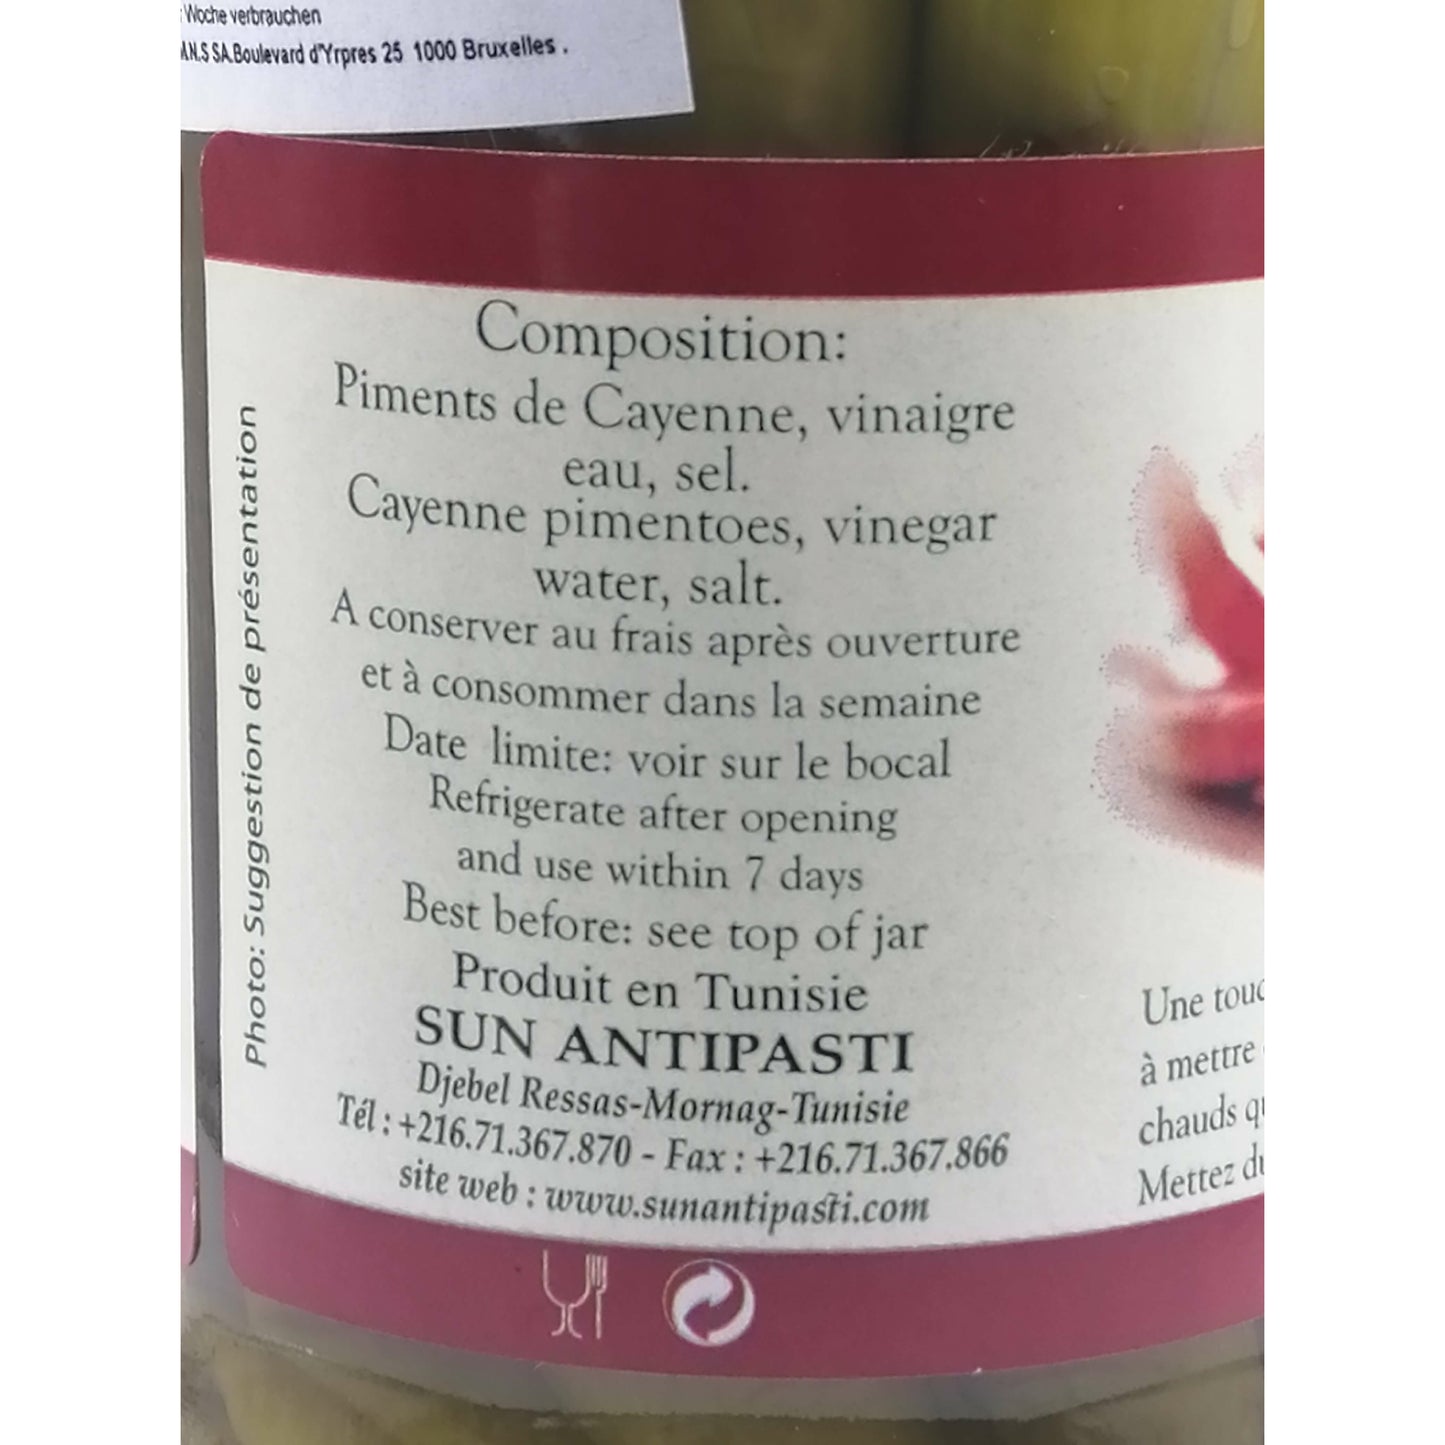 Woche verbrauchen
M.N.S SA.Boulevard d'Yrpres 25 1000 Bruxelles .
Photo: Suggestion de présentation
Composition:
Piments de Cayenne, vinaigre
eau, sel.
Cayenne pimentoes, vinegar
water, salt.
A conserver au frais après ouverture
et à consommer dans la semaine
Date limite: voir sur le bocal
Refrigerate after opening
and use within 7 days
Best before: see top of jar
Produit en Tunisie
SUN ANTIPASTI
Djebel Ressas-Mornag-Tunisie
Tél : +216.71.367.870 - Fax : +216.71.367.866
site web : www.sunantipasti.com
Une
à mettre
chauds
Mettez